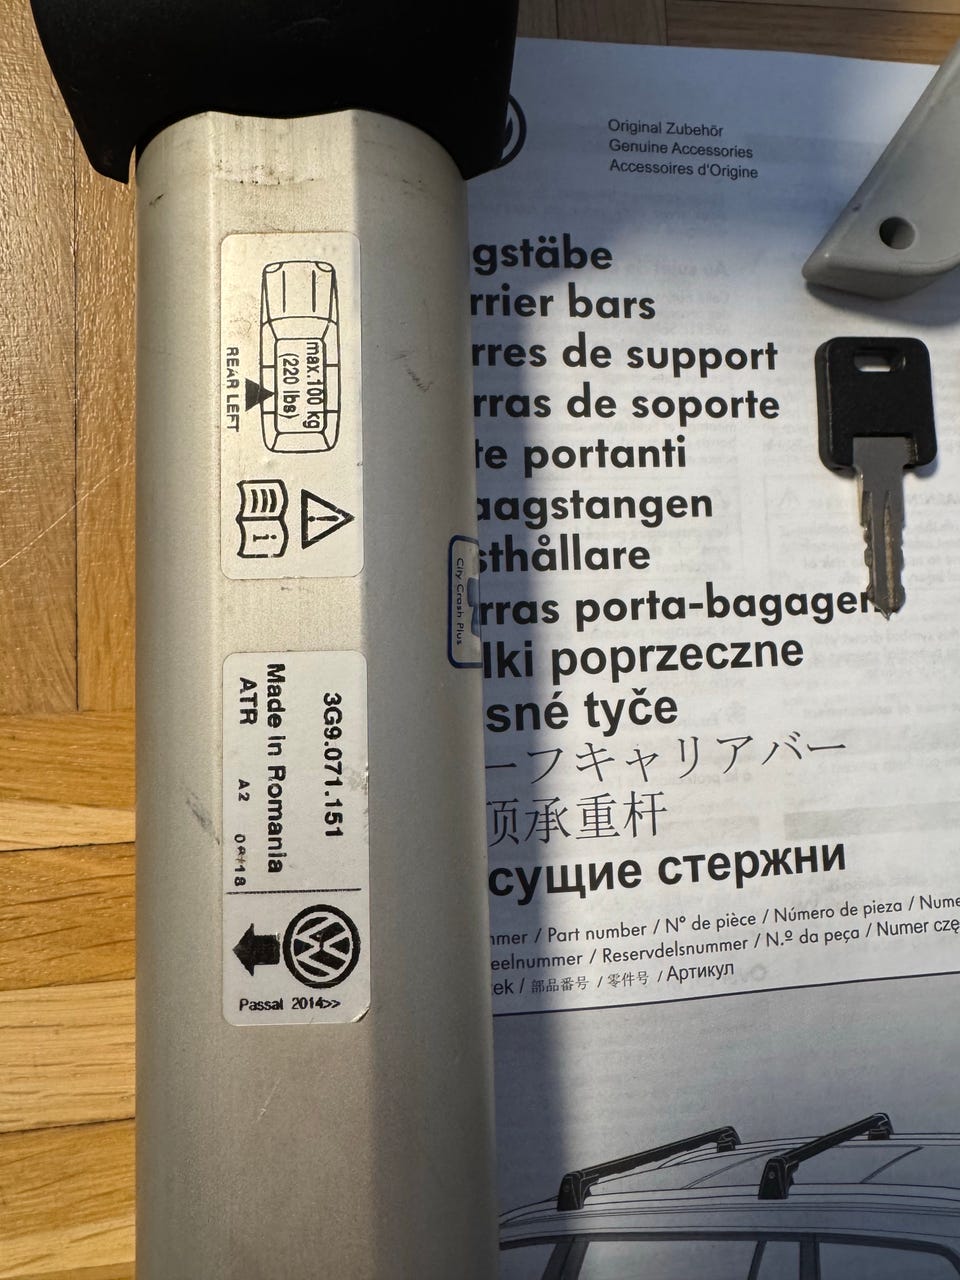 Original Zubehör
Genuine Accessories
Accessoires d'Origine
gstäbe
rrier bars
rres de support
rras de soporte
te portanti
aagstangen
sthållare
rras porta-bagagen
lki poprzeczne
sné tyče
ーフキャリアバー
顶承重杆
сущие стержни
mmer / Part number / N° de pièce / Número de pieza / Nume
eelnummer / Reservdelsnummer / N.º da peça / Numer czę
tek / 部品番号 / 零件号 / Артикул
max.100 kg
(220 lbs)
REAR LEFT
City Crash Plus
3G9.071.151
Made in Romania
ATR A2
Passat 2014>>